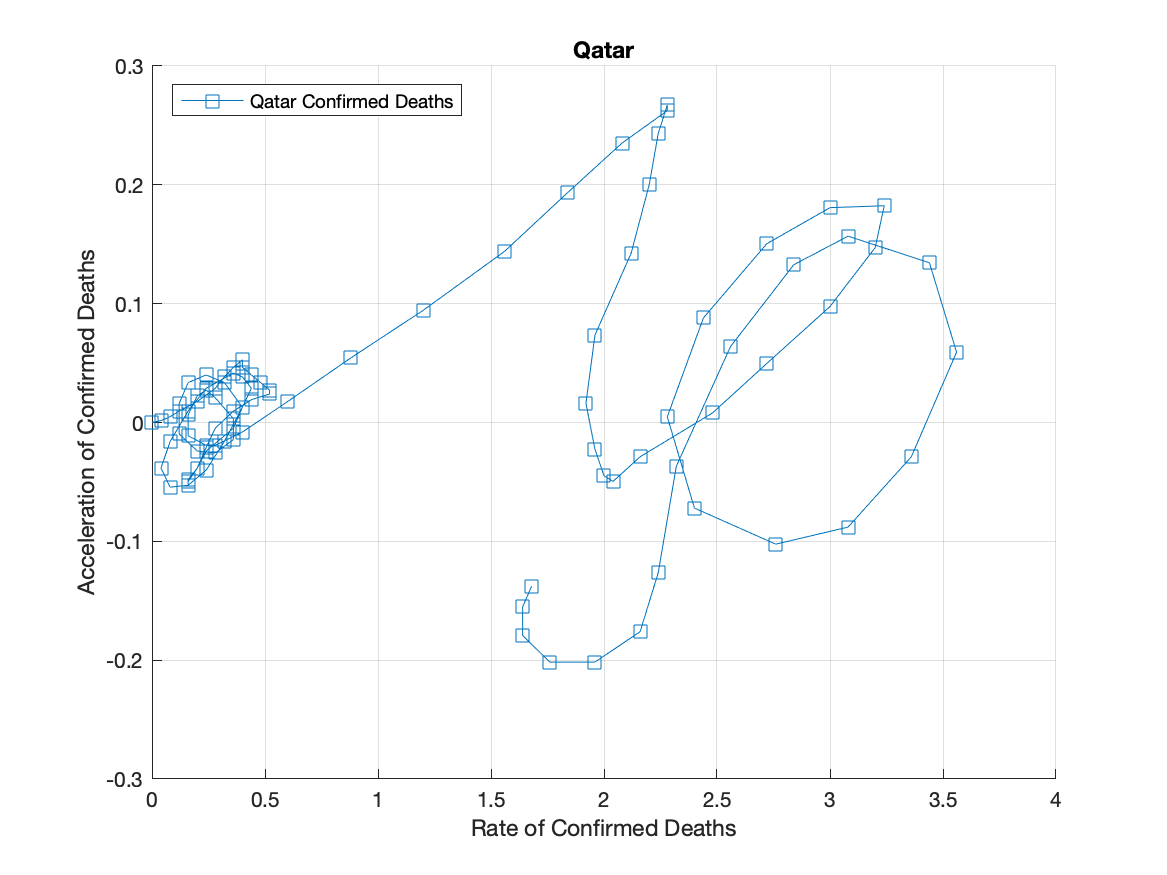 Qatar
Qatar Confirmed Deaths
Acceleration of Confirmed Deaths
0.3
0.2
0.1
0
-0.1
-0.2
-0.3
0 0.5 1 1.5 2 2.5 3 3.5 4
Rate of Confirmed Deaths